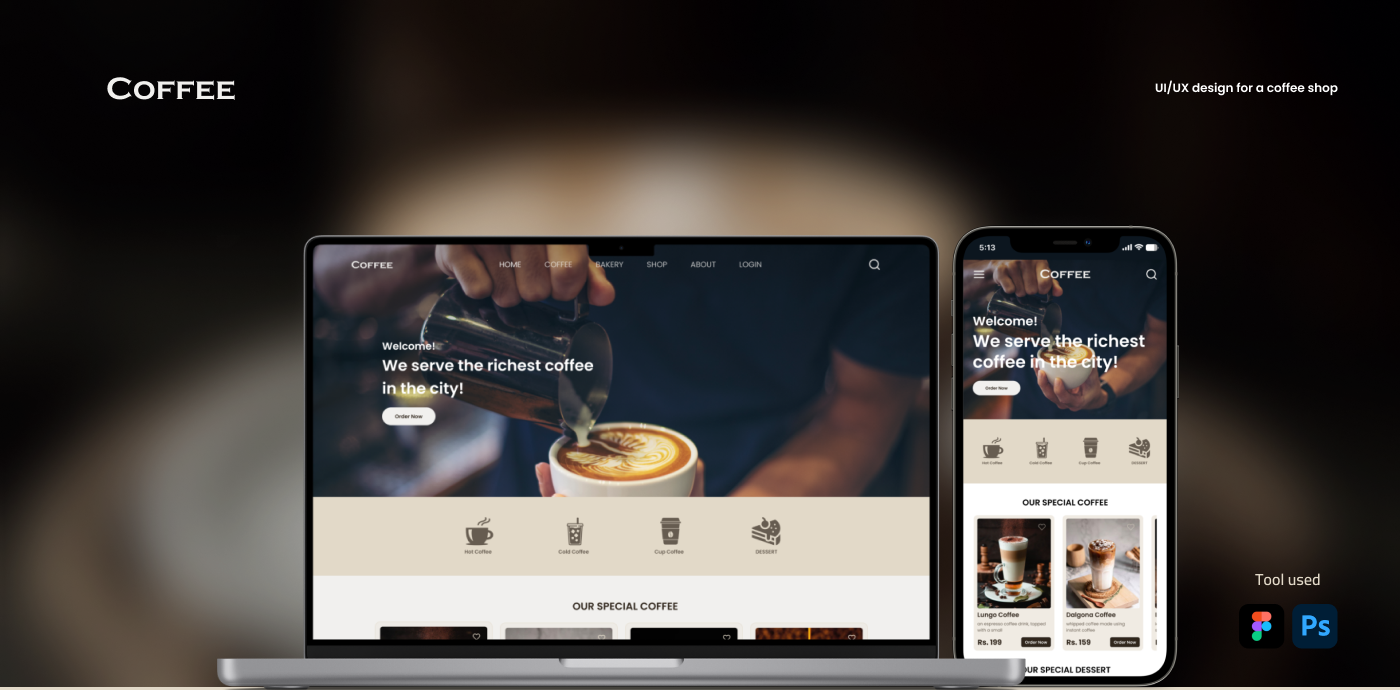 COFFEE
UI/UX design for a coffee shop
COFFEE
HOME
COFFEE
BAKERY
SHOP
ABOUT
LOGIN
Welcome!
We serve the richest coffee
in the city!
Order Now
Hot Coffee
Cold Coffee
Cup Coffee
DESSERT
OUR SPECIAL COFFEE
5:13
COFFEE
Welcome!
We serve the richest
coffee in the city!
Order Now
Hot Coffee
Cold Coffee
Cup Coffee
DESSERT
OUR SPECIAL COFFEE
Lungo Coffee
an espresso coffee drink, topped
with a small
Rs. 199
Order Now
Dalgona Coffee
whipped coffee made using
instant coffee
Rs. 159
Order Now
OUR SPECIAL DESSERT
Tool used
Ps